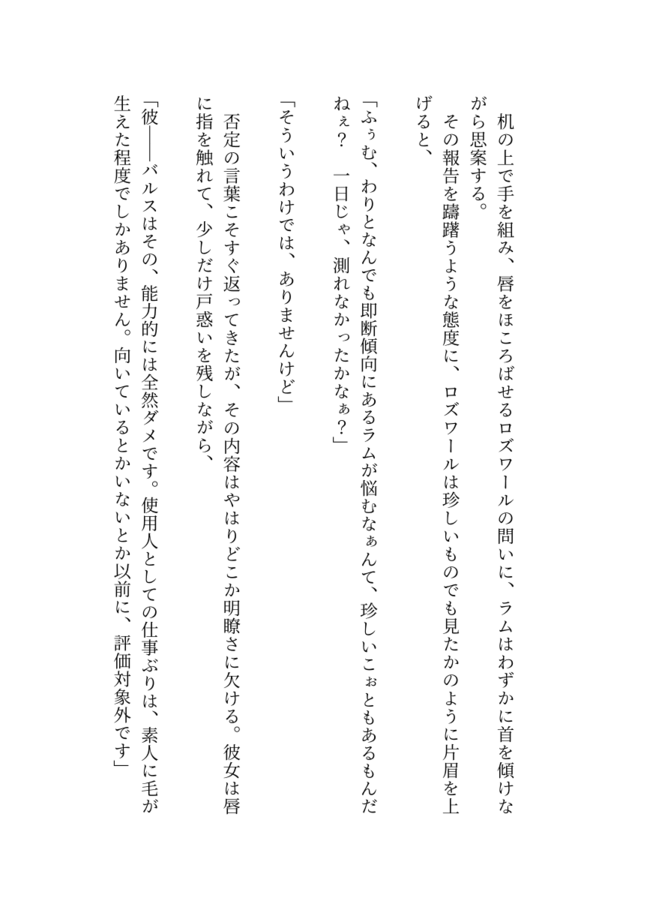 机の上で手を組み、唇をほころばせるロズワールの問いに、ラムはわずかに首を傾けな
がら思案する。
その報告を躊躇うような態度に、ロズワールは珍しいものでも見たかのように片眉を上
げると、
「ふぅむ、わりとなんでも即断傾向にあるラムが悩むなぁんて、珍しいこぉともあるもんだ
ねぇ? 一日じゃ、測れなかったかなぁ?」
「そういうわけでは、ありませんけど」
否定の言葉こそすぐ返ってきたが、その内容はやはりどこか明瞭さに欠ける。彼女は唇
に指を触れて、少しだけ戸惑いを残しながら、
「彼――バルスはその、能力的には全然ダメです。使用人としての仕事ぶりは、素人に毛が
生えた程度でしかありません。向いているとかいないとか以前に、評価対象外です」